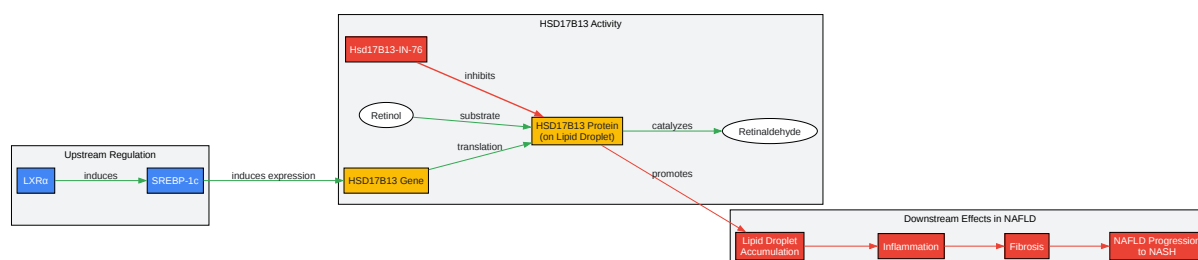 HSD17B13 Activity
Hsd17B13-IN-76
inhibits
Retinol
substrate
HSD17B13 Protein
(on Lipid Droplet)
catalyzes
Retinaldehyde
translation
Upstream Regulation
LXRα
induces
SREBP-1c
induces expression
HSD17B13 Gene
promotes
Downstream Effects in NAFLD
Lipid Droplet
Accumulation
Inflammation
Fibrosis
NAFLD Progression
to NASH